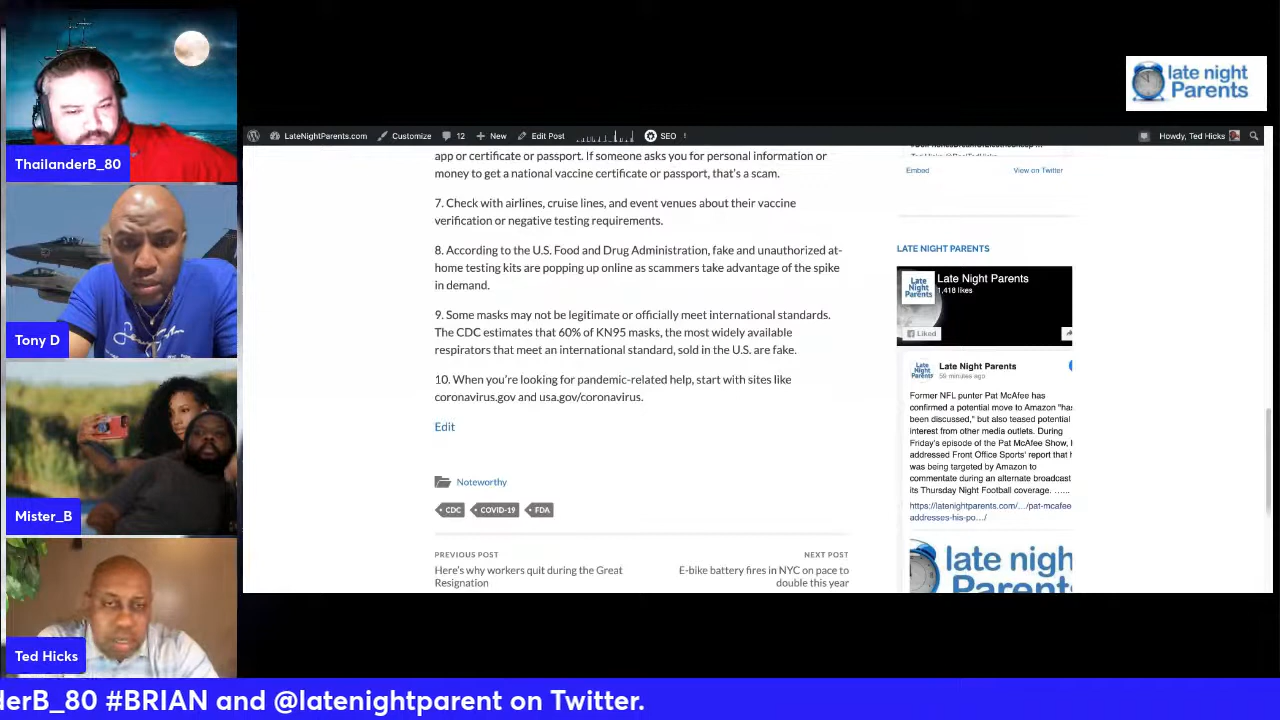 late night
Parents
LateNightParents.com
Customize
12
New
Edit Post
SEO
!
Howdy, Ted Hicks
app or certificate or passport. If someone asks you for personal information or
money to get a national vaccine certificate or passport, that's a scam.
7. Check with airlines, cruise lines, and event venues about their vaccine
verification or negative testing requirements.
8. According to the U.S. Food and Drug Administration, fake and unauthorized at-
home testing kits are popping up online as scammers take advantage of the spike
in demand.
9. Some masks may not be legitimate or officially meet international standards.
The CDC estimates that 60% of KN95 masks, the most widely available
respirators that meet an international standard, sold in the U.S. are fake.
10. When you're looking for pandemic-related help, start with sites like
coronavirus.gov and usa.gov/coronavirus.
Edit
Noteworthy
CDC
COVID-19
FDA
PREVIOUS POST
Here's why workers quit during the Great
Resignation
NEXT POST
E-bike battery fires in NYC on pace to
double this year
Embed
View on Twitter
LATE NIGHT PARENTS
Late
Night
Parents
Late Night Parents
1,418 likes
Liked
Late
Night
Parents
Late Night Parents
59 minutes ago
Former NFL punter Pat McAfee has
confirmed a potential move to Amazon "has
been discussed," but also teased potential
interest from other media outlets. During
Friday's episode of the Pat McAfee Show, 
addressed Front Office Sports' report that h
was being targeted by Amazon to
commentate during an alternate broadcast
its Thursday Night Football coverage. ......
https://latenightparents.com/…/pat-mcafee
addresses-his-po…/
late nigh
Parent
ThailanderB_80
Tony D
Mister_B
Ted Hicks
derB_80 #BRIAN and @latenightparent on Twitter.